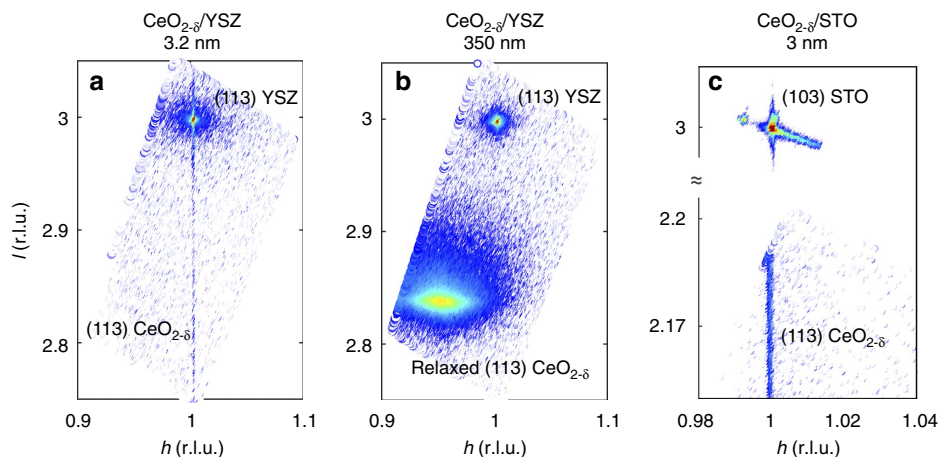 CeO2-δ/YSZ
3.2 nm
CeO2-δ/YSZ
350 nm
CeO2-δ/STO
3 nm
a
(113) YSZ
(113) CeO2-δ
3
2.9
2.8
l (r.l.u.)
0.9
1
1.1
h (r.l.u.)
b
(113) YSZ
Relaxed (113) CeO2-δ
3
2.9
2.8
0.9
1
1.1
h (r.l.u.)
c
(103) STO
(113) CeO2-δ
3
≈
2.2
2.17
0.98
1
1.02
1.04
h (r.l.u.)